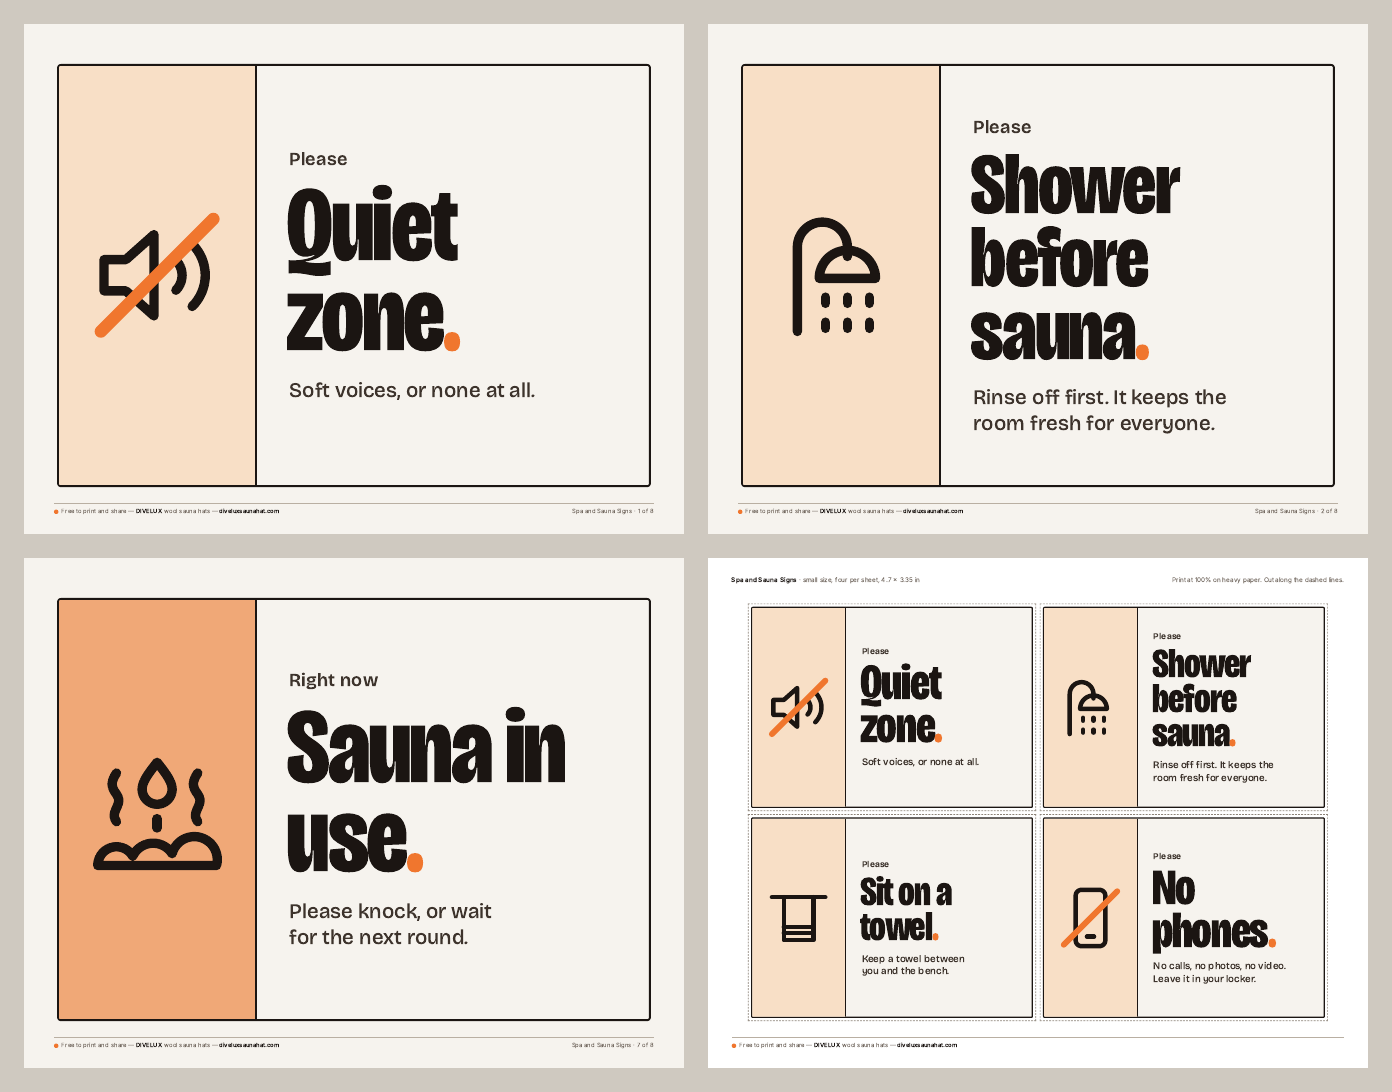 Please
Quiet
zone.
Soft voices, or none at all.
Free to print and share — DIVELUX wool sauna hats — diveluxsaunahat.com
Spa and Sauna Signs · 1 of 8
Please
Shower
before
sauna.
Rinse off first. It keeps the
room fresh for everyone.
Free to print and share — DIVELUX wool sauna hats — diveluxsaunahat.com
Spa and Sauna Signs · 2 of 8
Right now
Sauna in
use.
Please knock, or wait
for the next round.
Free to print and share — DIVELUX wool sauna hats — diveluxsaunahat.com
Spa and Sauna Signs · 7 of 8
Spa and Sauna Signs · small size, four per sheet, 4.7 × 3.35 in
Print at 100% on heavy paper. Cut along the dashed lines.
Please
Quiet
zone.
Soft voices, or none at all.
Please
Shower
before
sauna.
Rinse off first. It keeps the
room fresh for everyone.
Please
Sit on a
towel.
Keep a towel between
you and the bench.
Please
No
phones.
No calls, no photos, no video.
Leave it in your locker.
Free to print and share — DIVELUX wool sauna hats — diveluxsaunahat.com